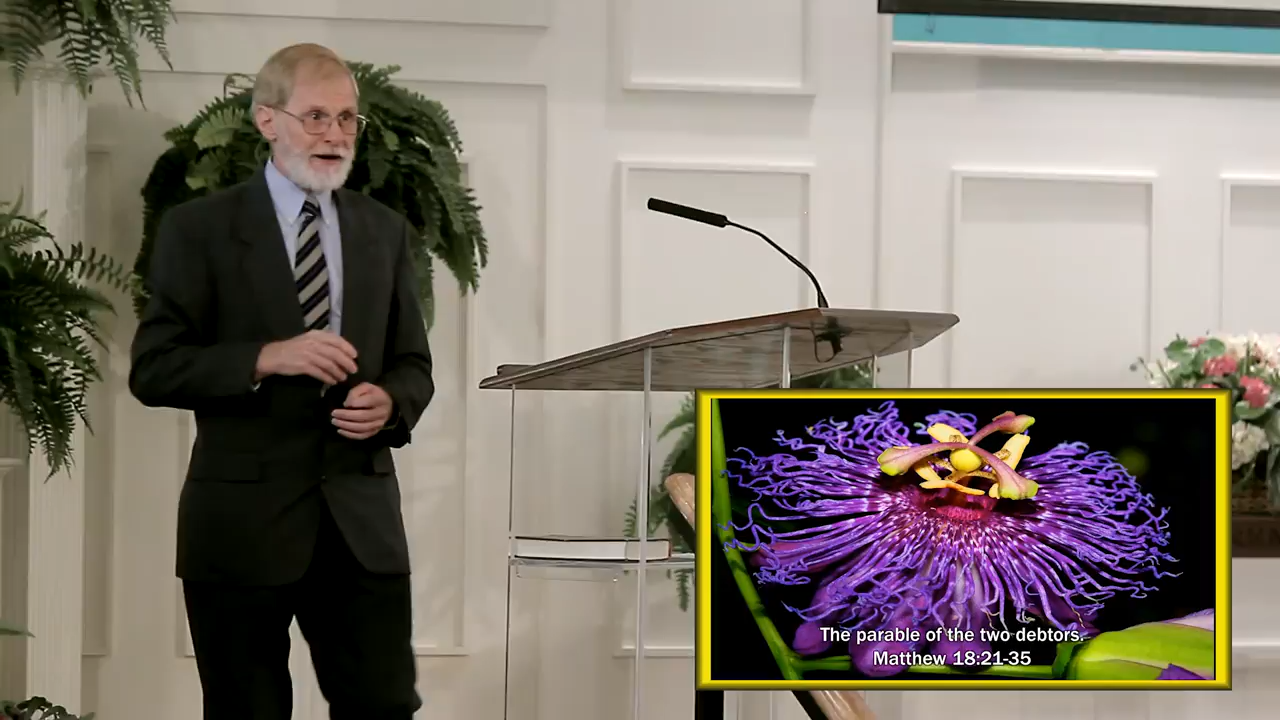 The parable of the two debtors.
Matthew 18:21-35